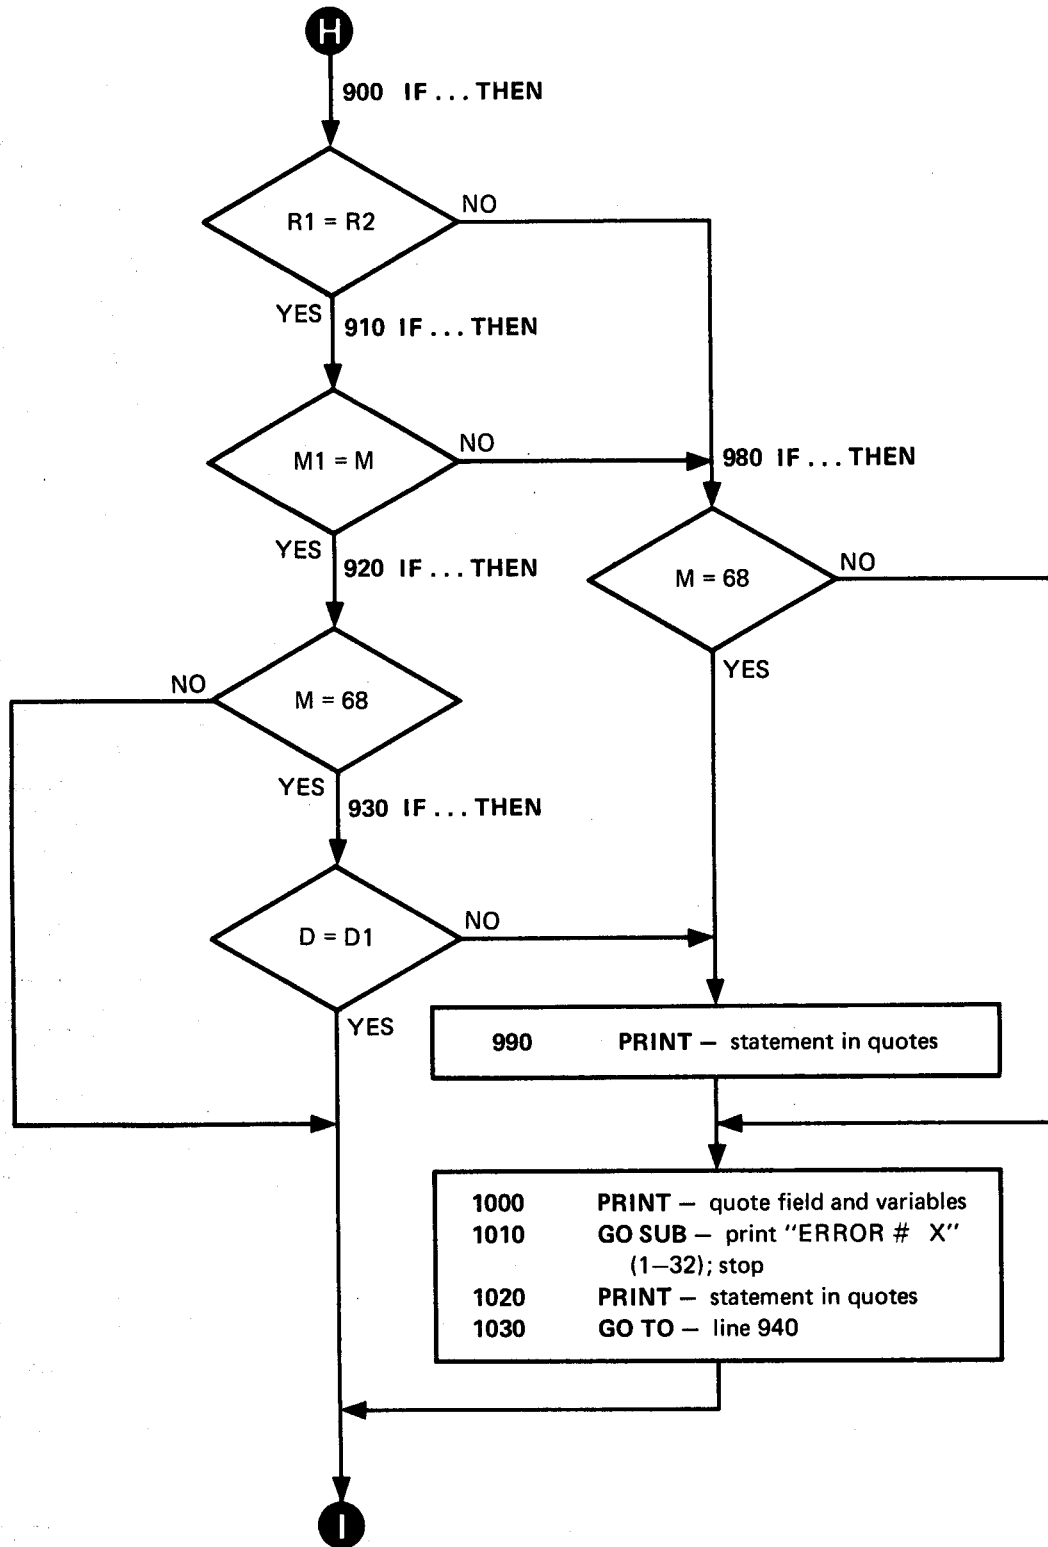 H
900 IF ... THEN
R1 = R2
NO
YES
910 IF ... THEN
M1 = M
NO
980 IF ... THEN
YES
920 IF ... THEN
M = 68
NO
YES
NO
M = 68
YES
930 IF ... THEN
D = D1
NO
YES
990 PRINT — statement in quotes
1000 PRINT — quote field and variables
1010 GO SUB — print "ERROR # X"
(1—32); stop
1020 PRINT — statement in quotes
1030 GO TO — line 940
I